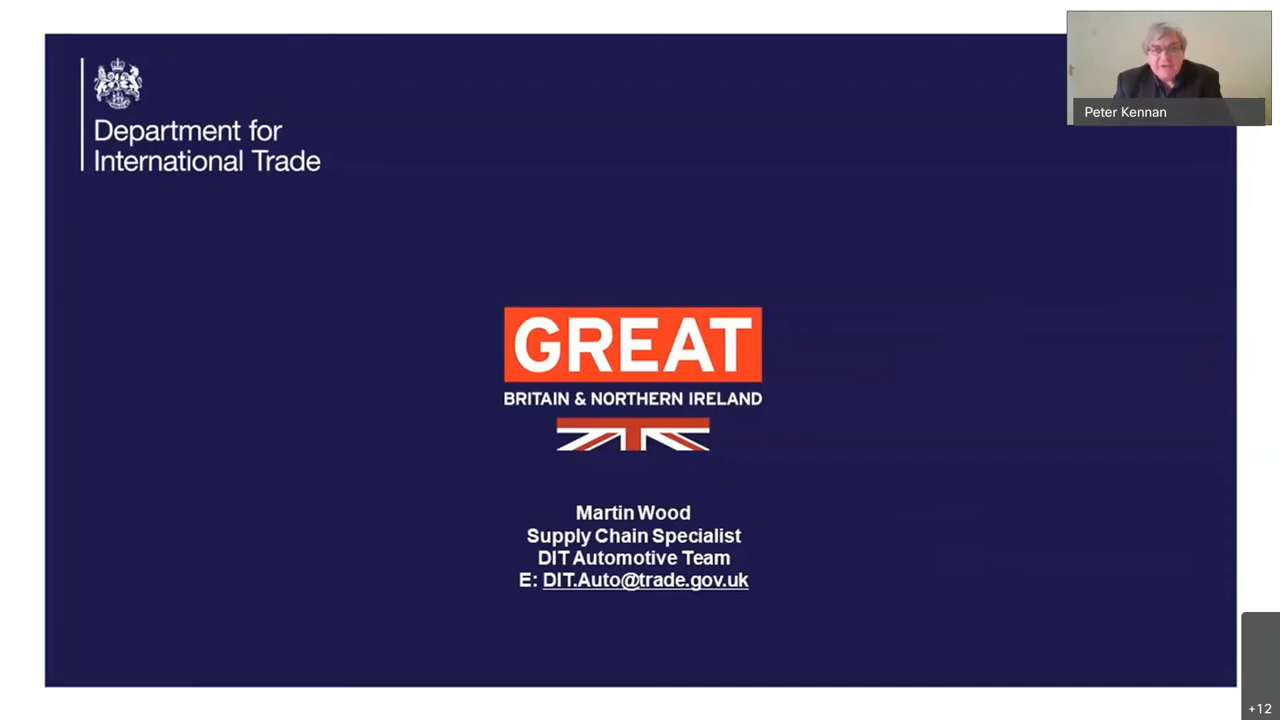 Department for
International Trade
Peter Kennan
GREAT
BRITAIN & NORTHERN IRELAND
Martin Wood
Supply Chain Specialist
DIT Automotive Team
E: DIT.Auto@trade.gov.uk
+12